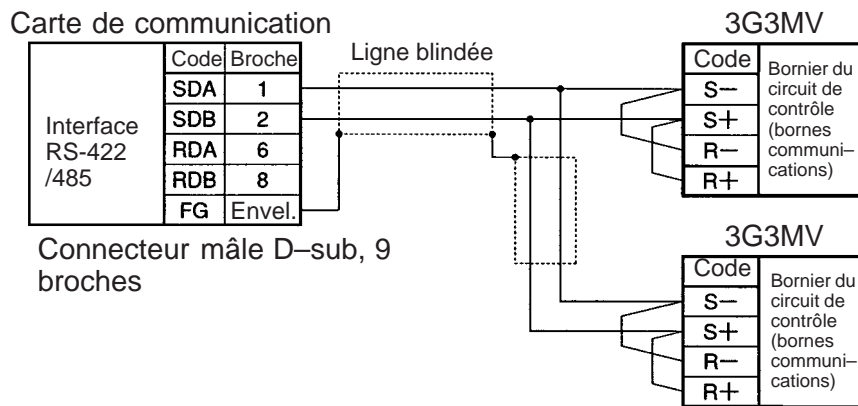 Carte de communication
Code Broche
SDA 1
SDB 2
RDA 6
RDB 8
FG Envel.
Interface
RS-422
/485
Connecteur mâle D–sub, 9
broches
Ligne blindée
3G3MV
Code
S−
S+
R−
R+
Bornier du
circuit de
contrôle
(bornes
communi–
cations)
3G3MV
Code
S−
S+
R−
R+
Bornier du
circuit de
contrôle
(bornes
communi–
cations)